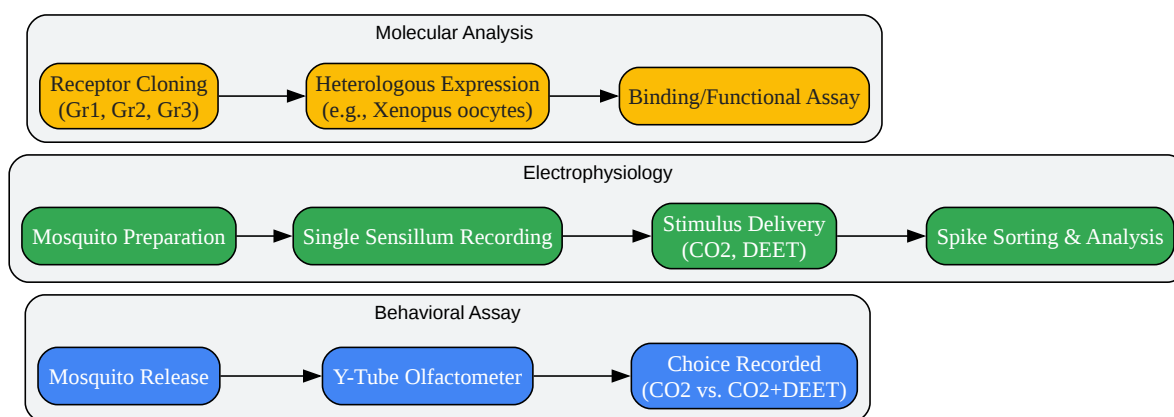 Molecular Analysis
Receptor Cloning
(Gr1, Gr2, Gr3)
Heterologous Expression
(e.g., Xenopus oocytes)
Binding/Functional Assay
Electrophysiology
Mosquito Preparation
Single Sensillum Recording
Stimulus Delivery
(CO2, DEET)
Spike Sorting & Analysis
Behavioral Assay
Mosquito Release
Y-Tube Olfactometer
Choice Recorded
(CO2 vs. CO2+DEET)